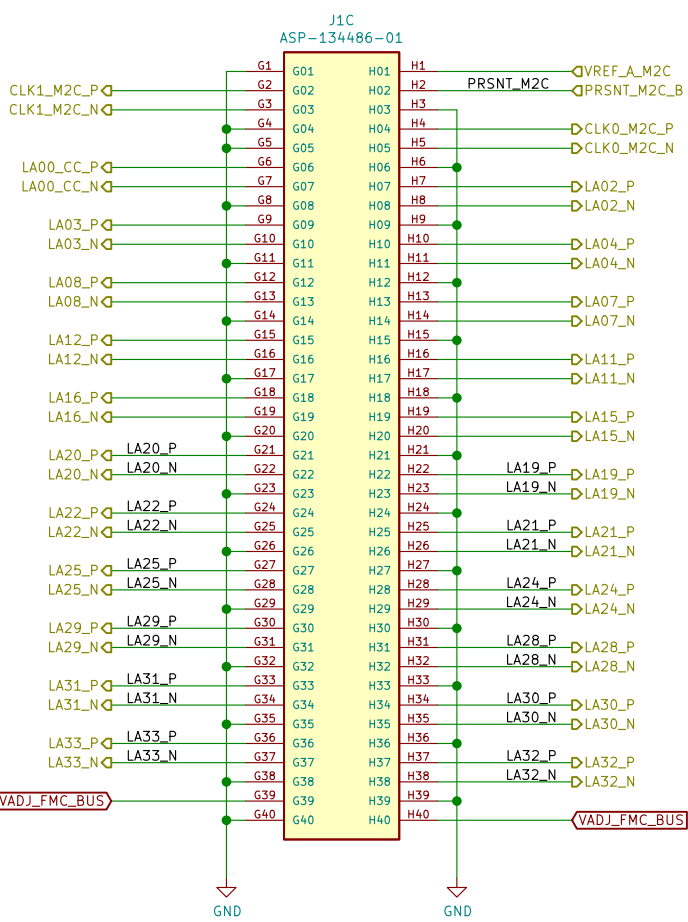 J1C
ASP-134486-01
G1 G01 H01 H1 VREF_A_M2C
CLK1_M2C_P G2 G02 H02 H2 PRSNT_M2C PRSNT_M2C_B
CLK1_M2C_N G3 G03 H03 H3
G4 G04 H04 H4 CLK0_M2C_P
G5 G05 H05 H5 CLK0_M2C_N
LA00_CC_P G6 G06 H06 H6
LA00_CC_N G7 G07 H07 H7 LA02_P
G8 G08 H08 H8 LA02_N
LA03_P G9 G09 H09 H9
LA03_N G10 G10 H10 H10 LA04_P
G11 G11 H11 H11 LA04_N
LA08_P G12 G12 H12 H12
LA08_N G13 G13 H13 H13 LA07_P
G14 G14 H14 H14 LA07_N
LA12_P G15 G15 H15 H15
LA12_N G16 G16 H16 H16 LA11_P
G17 G17 H17 H17 LA11_N
LA16_P G18 G18 H18 H18
LA16_N G19 G19 H19 H19 LA15_P
G20 G20 H20 H20 LA15_N
LA20_P LA20_P G21 G21 H21 H21
LA20_N LA20_N G22 G22 H22 H22 LA19_P LA19_P
G23 G23 H23 H23 LA19_N LA19_N
LA22_P LA22_P G24 G24 H24 H24
LA22_N LA22_N G25 G25 H25 H25 LA21_P LA21_P
G26 G26 H26 H26 LA21_N LA21_N
LA25_P LA25_P G27 G27 H27 H27
LA25_N LA25_N G28 G28 H28 H28 LA24_P LA24_P
G29 G29 H29 H29 LA24_N LA24_N
LA29_P LA29_P G30 G30 H30 H30
LA29_N LA29_N G31 G31 H31 H31 LA28_P LA28_P
G32 G32 H32 H32 LA28_N LA28_N
LA31_P LA31_P G33 G33 H33 H33
LA31_N LA31_N G34 G34 H34 H34 LA30_P LA30_P
G35 G35 H35 H35 LA30_N LA30_N
LA33_P LA33_P G36 G36 H36 H36
LA33_N LA33_N G37 G37 H37 H37 LA32_P LA32_P
G38 G38 H38 H38 LA32_N LA32_N
VADJ_FMC_BUS G39 G39 H39 H39
G40 G40 H40 H40 VADJ_FMC_BUS
GND GND